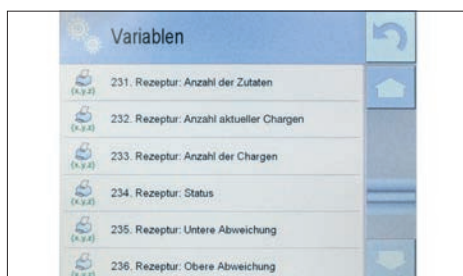 Variablen
(x,y,z)
231. Rezeptur: Anzahl der Zutaten
(x,y,z)
232. Rezeptur: Anzahl aktueller Chargen
(x,y,z)
233. Rezeptur: Anzahl der Chargen
(x,y,z)
234. Rezeptur: Status
(x,y,z)
235. Rezeptur: Untere Abweichung
(x,y,z)
236. Rezeptur: Obere Abweichung